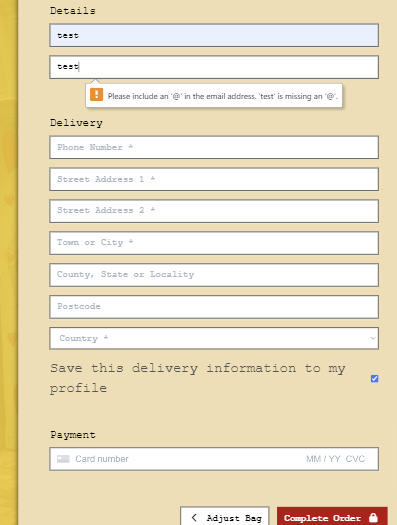 Details
test
test
Please include an '@' in the email address. 'test' is missing an '@'.
Delivery
Phone Number *
Street Address 1 *
Street Address 2 *
Town or City *
County, State or Locality
Postcode
Country *
Save this delivery information to my
profile
Payment
Card number MM / YY CVC
Adjust Bag Complete Order